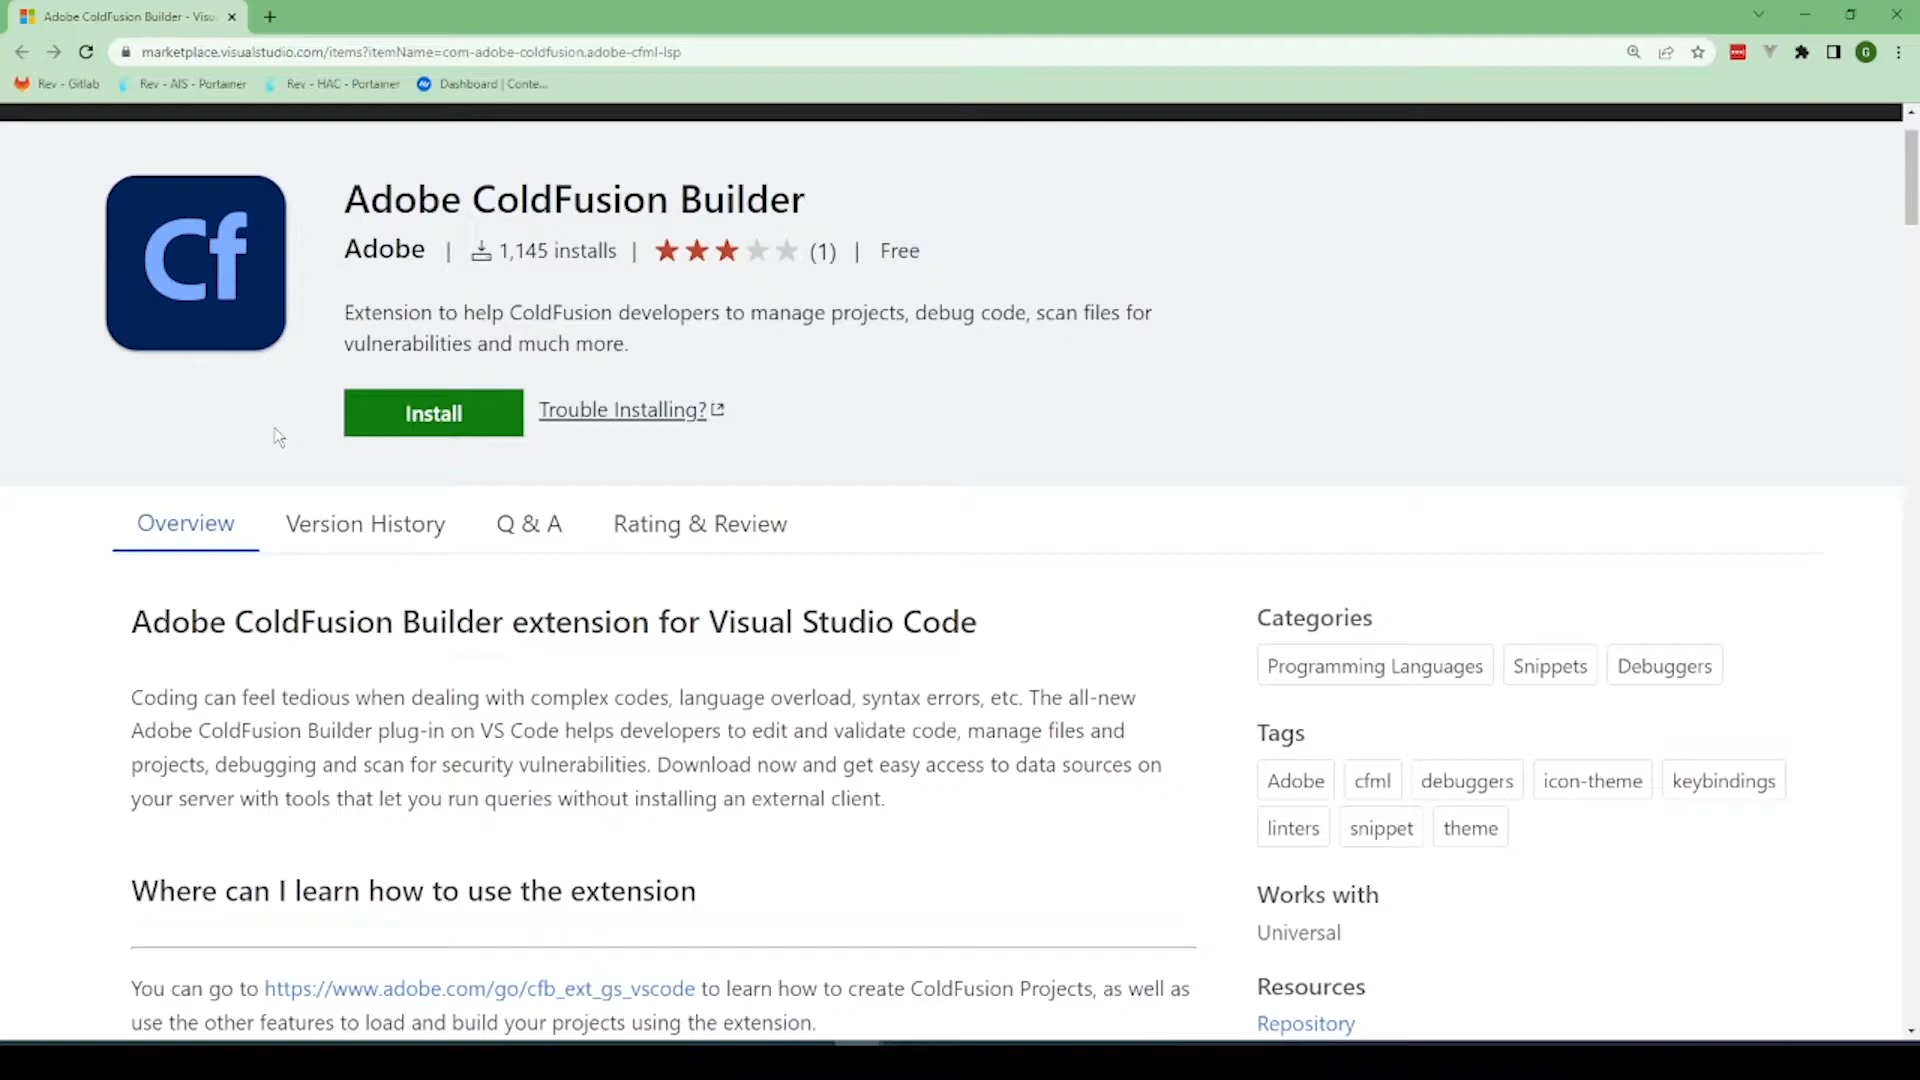 Adobe ColdFusion Builder - Visu
marketplace.visualstudio.com/items?itemName=com-adobe-coldfusion.adobe-cfml-lsp
G
Rev - Gitlab
Rev - AIS - Portainer
Rev - HAC - Portainer
Dashboard | Conte...
Cf
Adobe ColdFusion Builder
Adobe | 1,145 installs | (1) | Free
Extension to help ColdFusion developers to manage projects, debug code, scan files for
vulnerabilities and much more.
Install
Trouble Installing?
Overview
Version History
Q & A
Rating & Review
Adobe ColdFusion Builder extension for Visual Studio Code
Coding can feel tedious when dealing with complex codes, language overload, syntax errors, etc. The all-new
Adobe ColdFusion Builder plug-in on VS Code helps developers to edit and validate code, manage files and
projects, debugging and scan for security vulnerabilities. Download now and get easy access to data sources on
your server with tools that let you run queries without installing an external client.
Where can I learn how to use the extension
You can go to https://www.adobe.com/go/cfb_ext_gs_vscode to learn how to create ColdFusion Projects, as well as
use the other features to load and build your projects using the extension.
Categories
Programming Languages
Snippets
Debuggers
Tags
Adobe
cfml
debuggers
icon-theme
keybindings
linters
snippet
theme
Works with
Universal
Resources
Repository